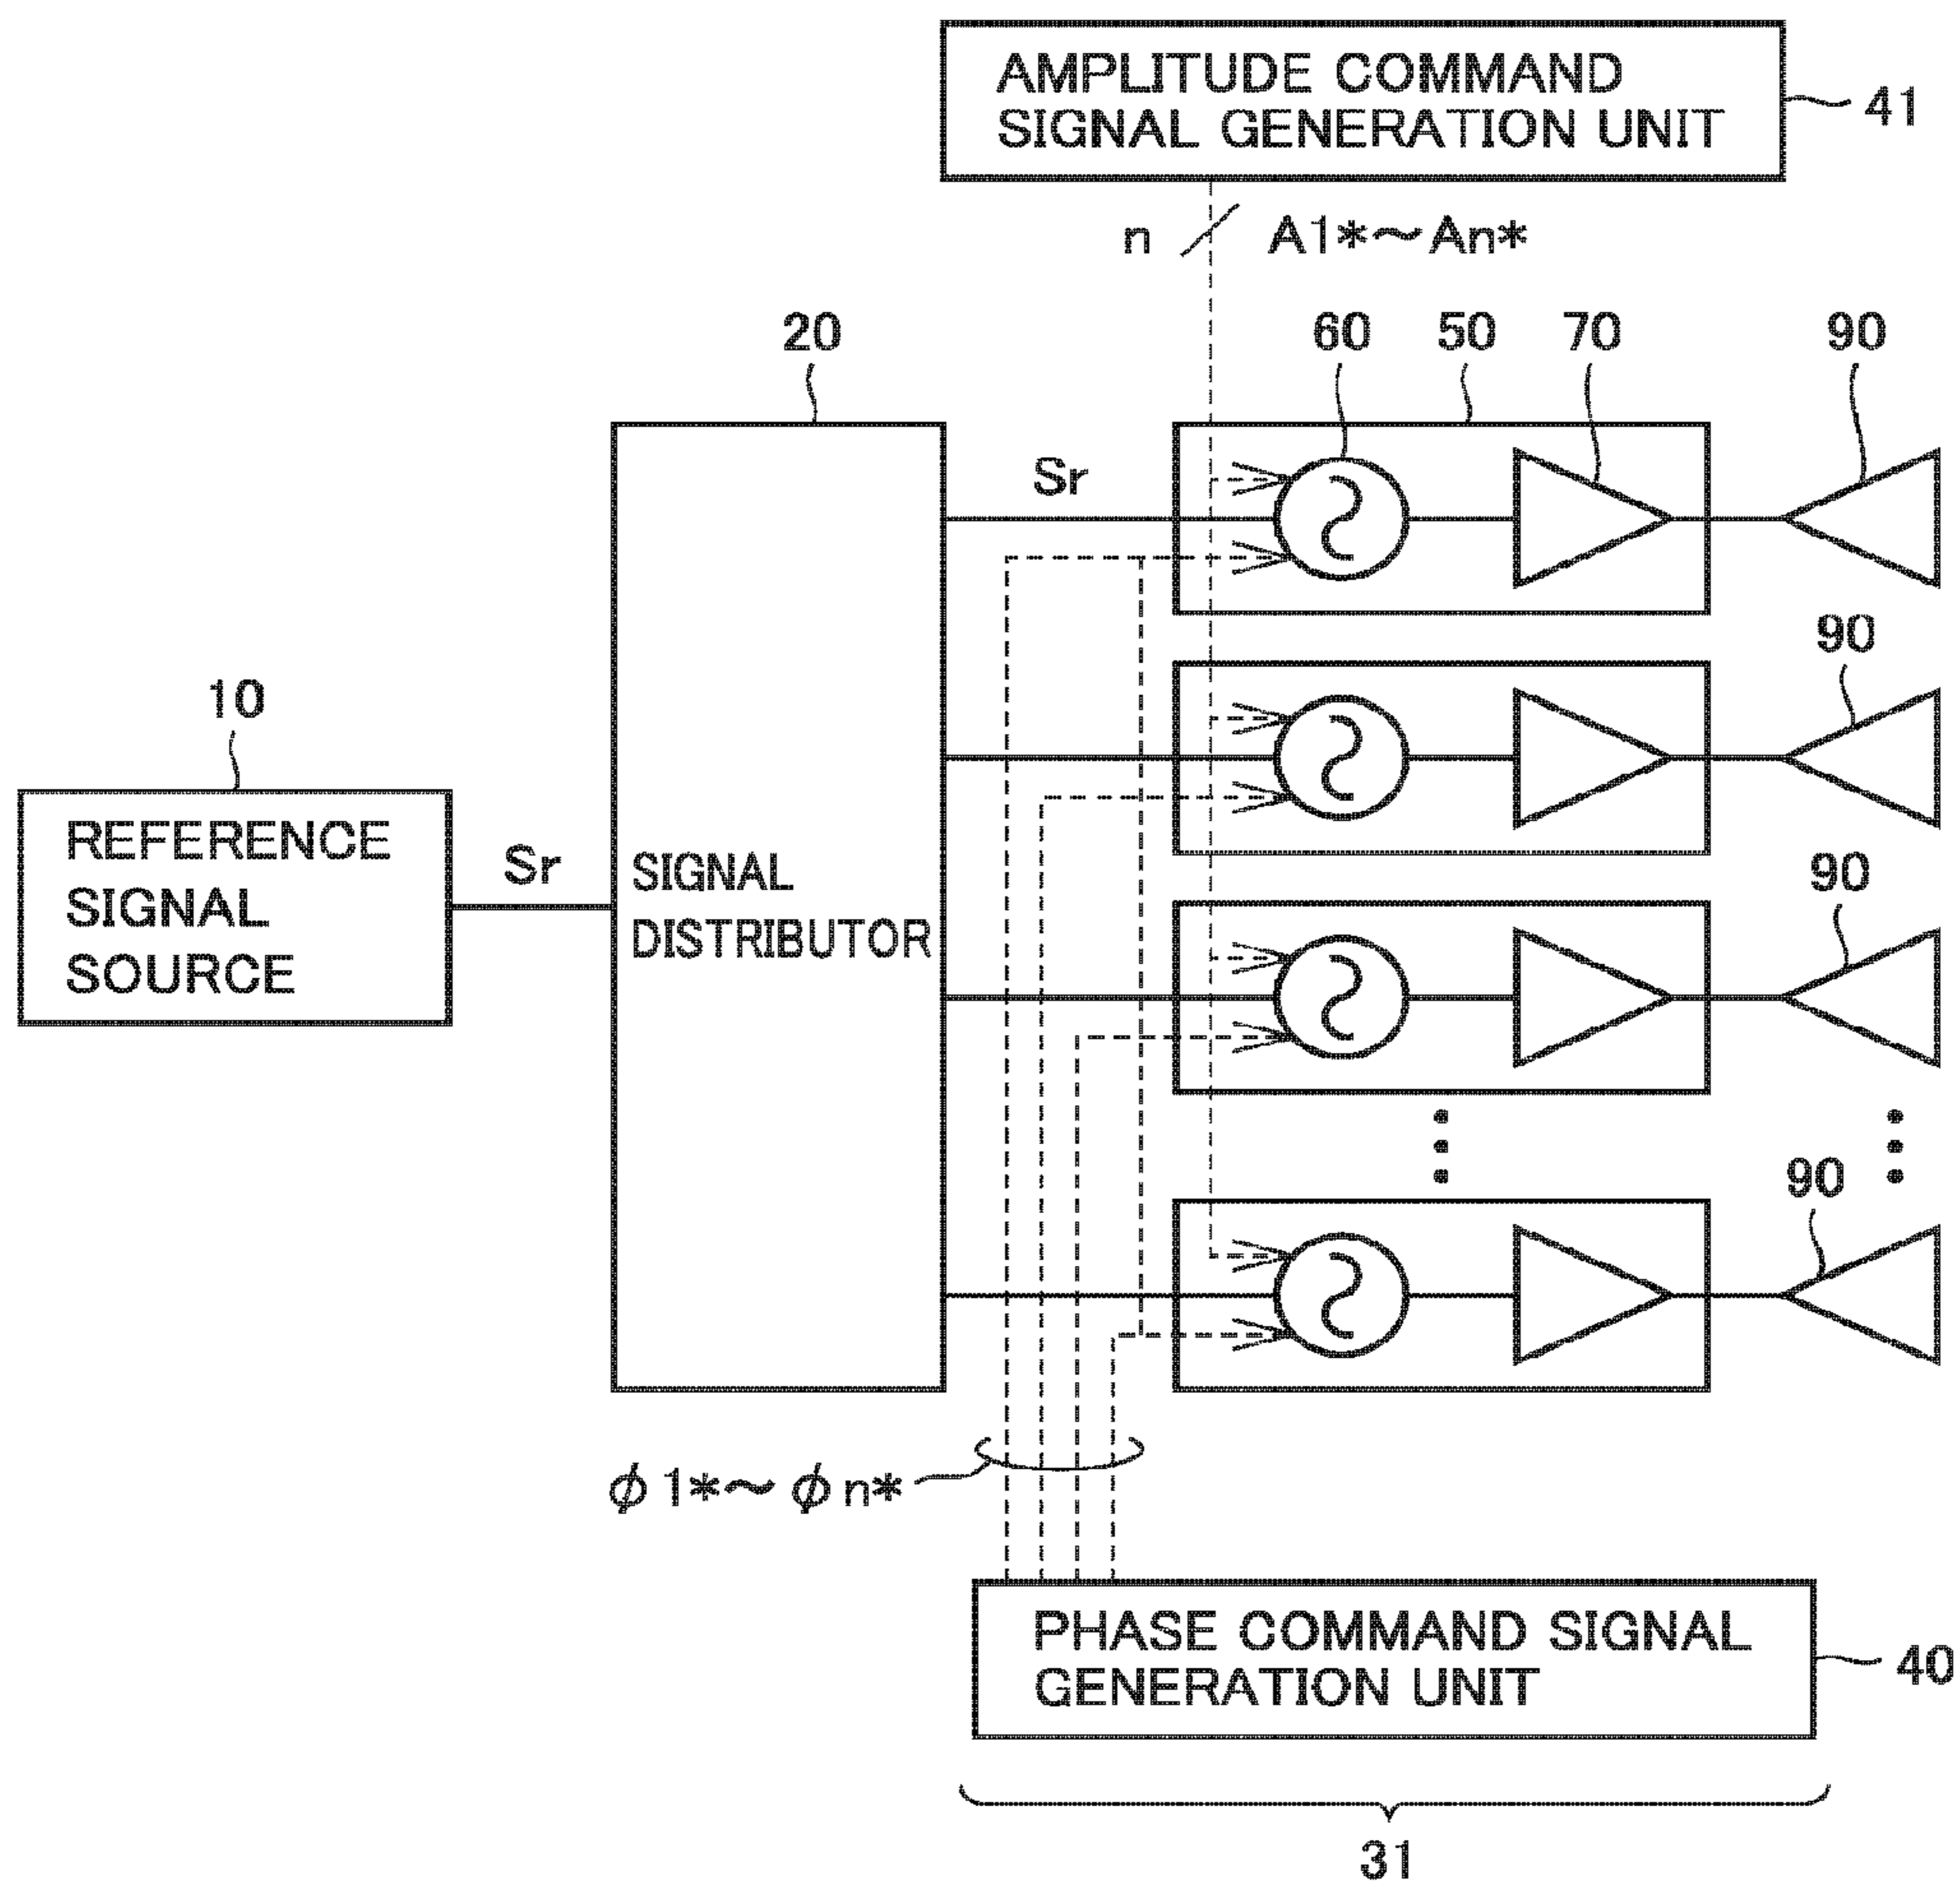 AMPLITUDE COMMAND
SIGNAL GENERATION UNIT
41
n
A1*~An*
20
60
50
70
90
Sr
90
10
REFERENCE
SIGNAL
SOURCE
Sr
SIGNAL
DISTRIBUTOR
90
90
ϕ1*~ϕn*
PHASE COMMAND SIGNAL
GENERATION UNIT
40
31